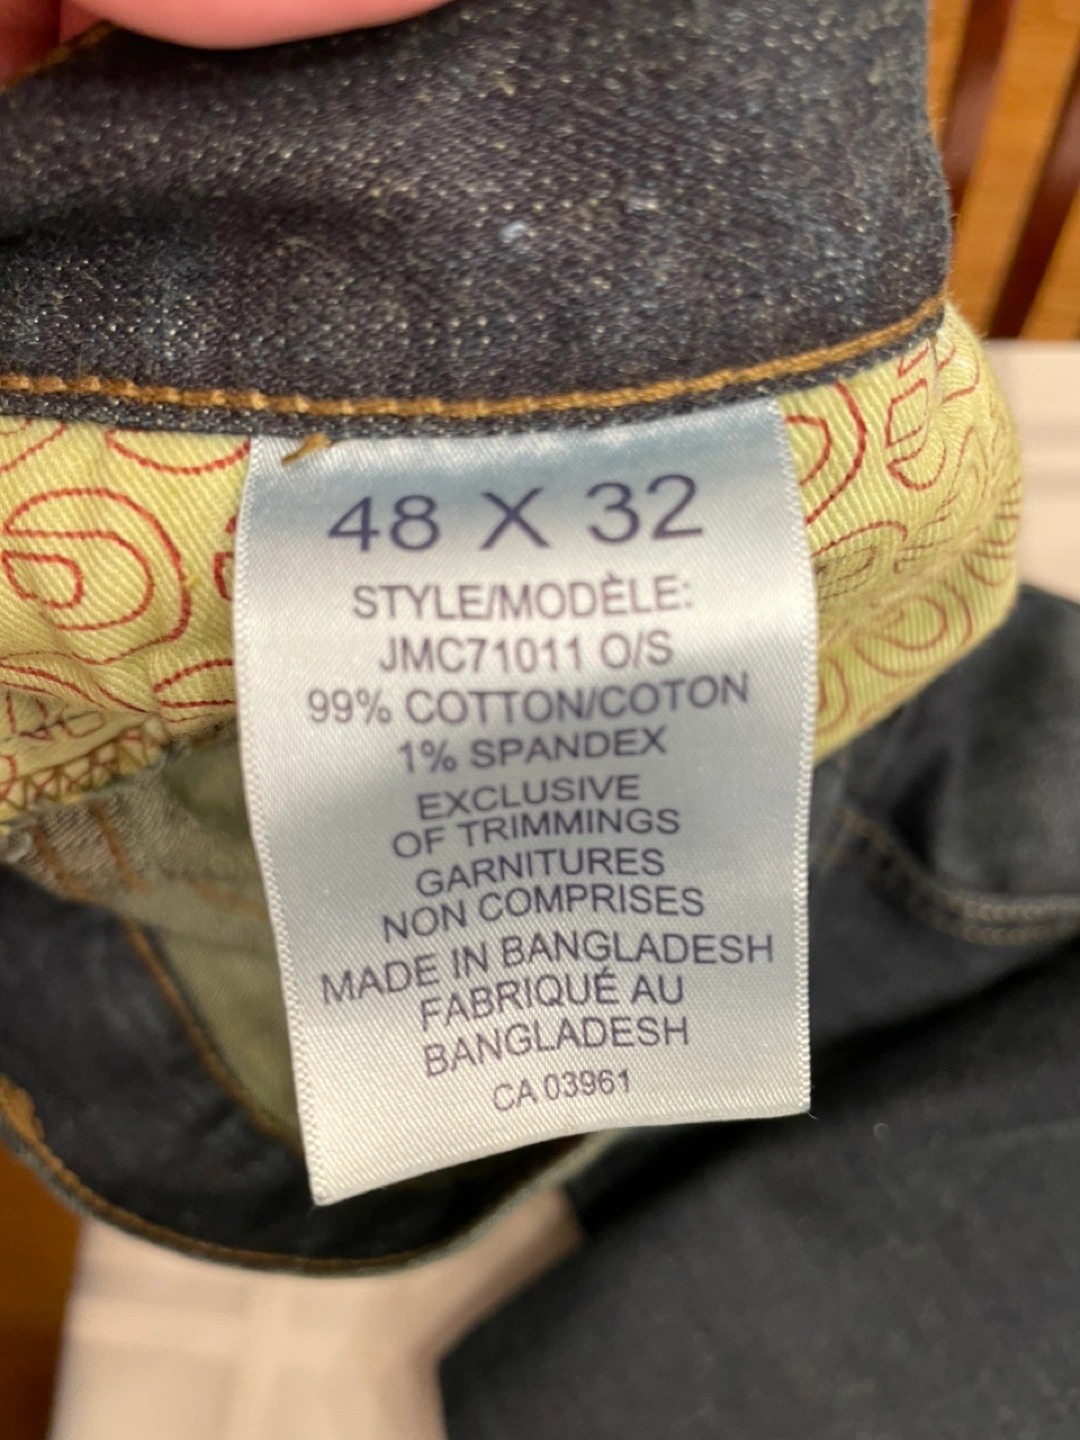 48 X 32
STYLE/MODÈLE:
JMC71011 O/S
99% COTTON/COTON
1% SPANDEX
EXCLUSIVE
OF TRIMMINGS
GARNITURES
NON COMPRISES
MADE IN BANGLADESH
FABRIQUÉ AU
BANGLADESH
CA 03961